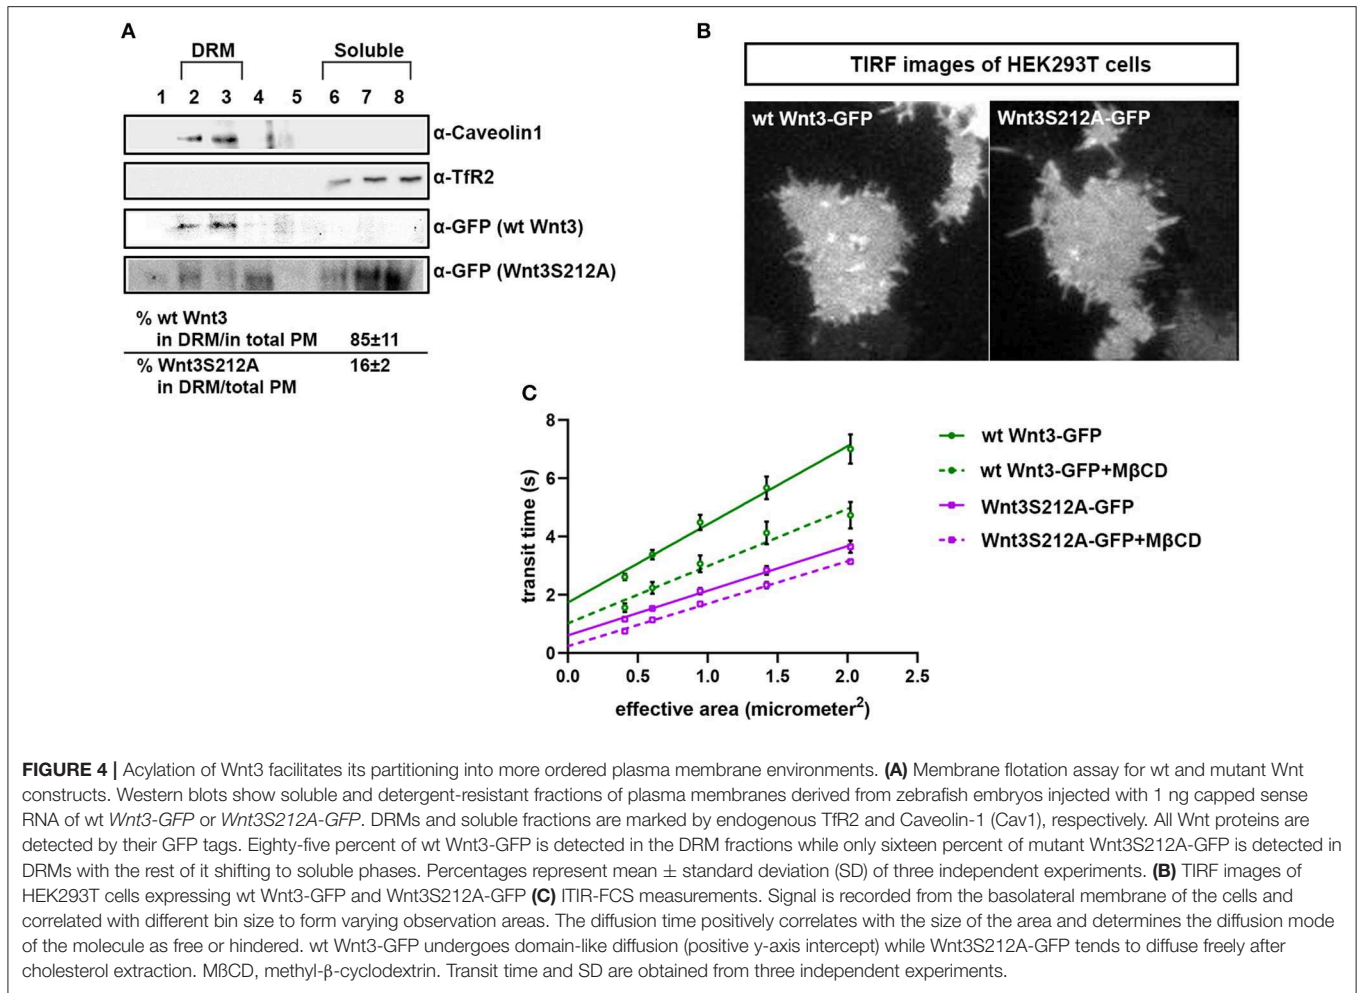 A
DRM
Soluble
1 2 3 4 5 6 7 8
α-Caveolin1
α-TfR2
α-GFP (wt Wnt3)
α-GFP (Wnt3S212A)
% wt Wnt3
in DRM/in total PM 85±11
% Wnt3S212A 16±2
in DRM/total PM
B
TIRF images of HEK293T cells
wt Wnt3-GFP
Wnt3S212A-GFP
C
8
6
4
2
0
transit time (s)
0.0 0.5 1.0 1.5 2.0 2.5
effective area (micrometer²)
wt Wnt3-GFP
wt Wnt3-GFP+MβCD
Wnt3S212A-GFP
Wnt3S212A-GFP+MβCD
FIGURE 4 | Acylation of Wnt3 facilitates its partitioning into more ordered plasma membrane environments. (A) Membrane flotation assay for wt and mutant Wnt
constructs. Western blots show soluble and detergent-resistant fractions of plasma membranes derived from zebrafish embryos injected with 1 ng capped sense
RNA of wt Wnt3-GFP or Wnt3S212A-GFP. DRMs and soluble fractions are marked by endogenous TfR2 and Caveolin-1 (Cav1), respectively. All Wnt proteins are
detected by their GFP tags. Eighty-five percent of wt Wnt3-GFP is detected in the DRM fractions while only sixteen percent of mutant Wnt3S212A-GFP is detected in
DRMs with the rest of it shifting to soluble phases. Percentages represent mean ± standard deviation (SD) of three independent experiments. (B) TIRF images of
HEK293T cells expressing wt Wnt3-GFP and Wnt3S212A-GFP (C) ITIR-FCS measurements. Signal is recorded from the basolateral membrane of the cells and
correlated with different bin size to form varying observation areas. The diffusion time positively correlates with the size of the area and determines the diffusion mode
of the molecule as free or hindered. wt Wnt3-GFP undergoes domain-like diffusion (positive y-axis intercept) while Wnt3S212A-GFP tends to diffuse freely after
cholesterol extraction. MßCD, methyl-β-cyclodextrin. Transit time and SD are obtained from three independent experiments.